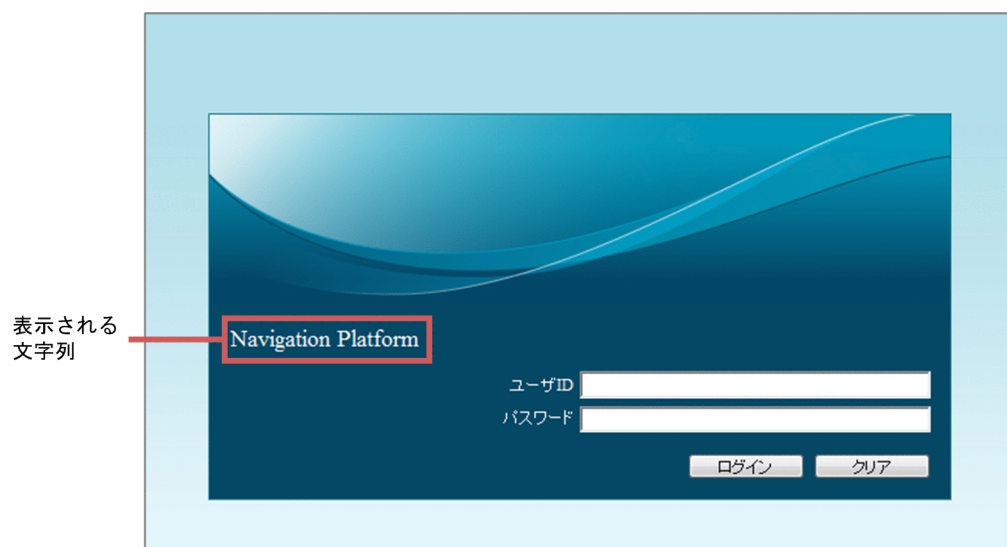 表示される
文字列
Navigation Platform
ユーザID
パスワード
ログイン
クリア